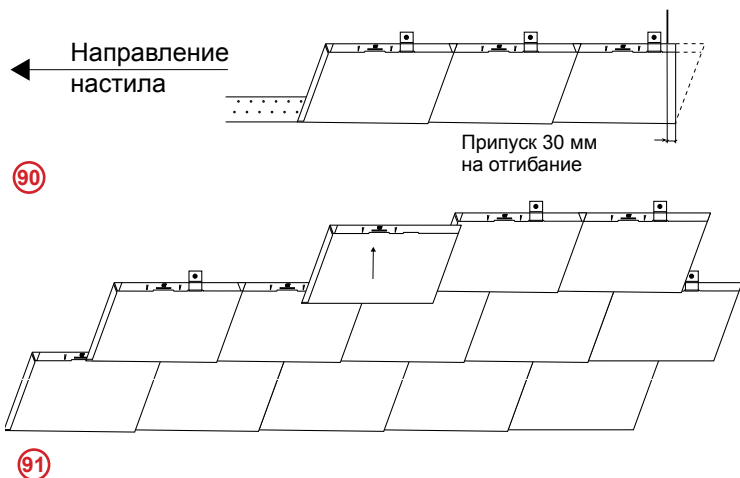 Направление
настила
Припуск 30 мм
на отгибание
90
91